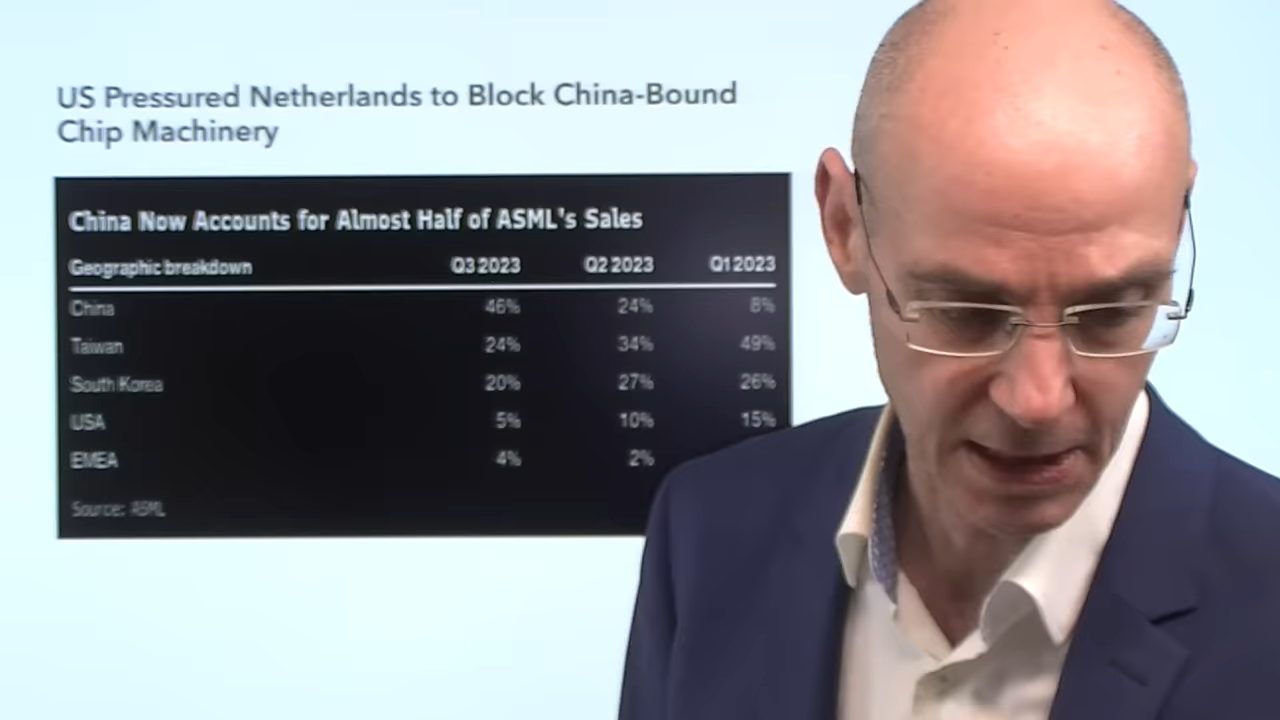 US Pressured Netherlands to Block China-Bound
Chip Machinery
China Now Accounts for Almost Half of ASML's Sales
Geographic breakdown Q3 2023 Q2 2023 Q1 2023
China 46% 24% 8%
Taiwan 24% 34% 49%
South Korea 20% 27% 26%
USA 5% 10% 15%
EMEA 4% 2%
Source: ASML